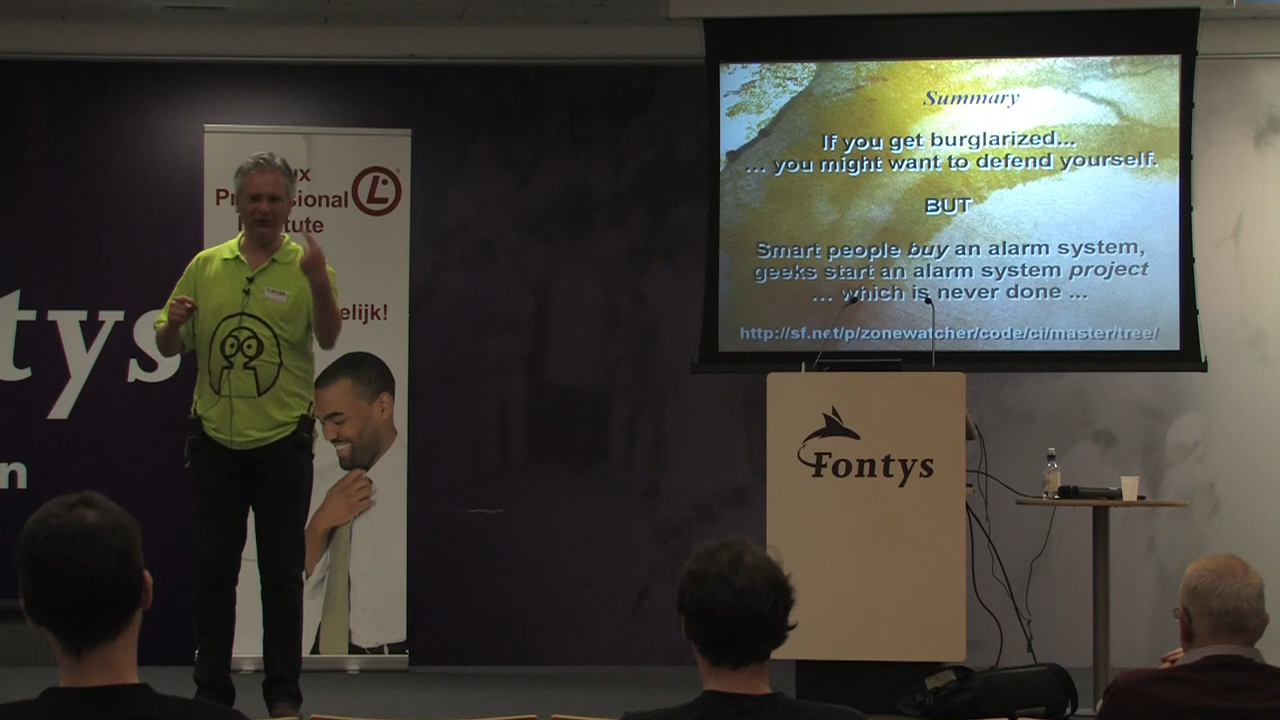 tys
n
ux
Pr sional
tute
elijk!
Summary
If you get burglarized...
... you might want to defend yourself.
BUT
Smart people buy an alarm system,
geeks start an alarm system project
... which is never done ...
http://sf.net/p/zonewatcher/code/ci/master/tree/
Fontys